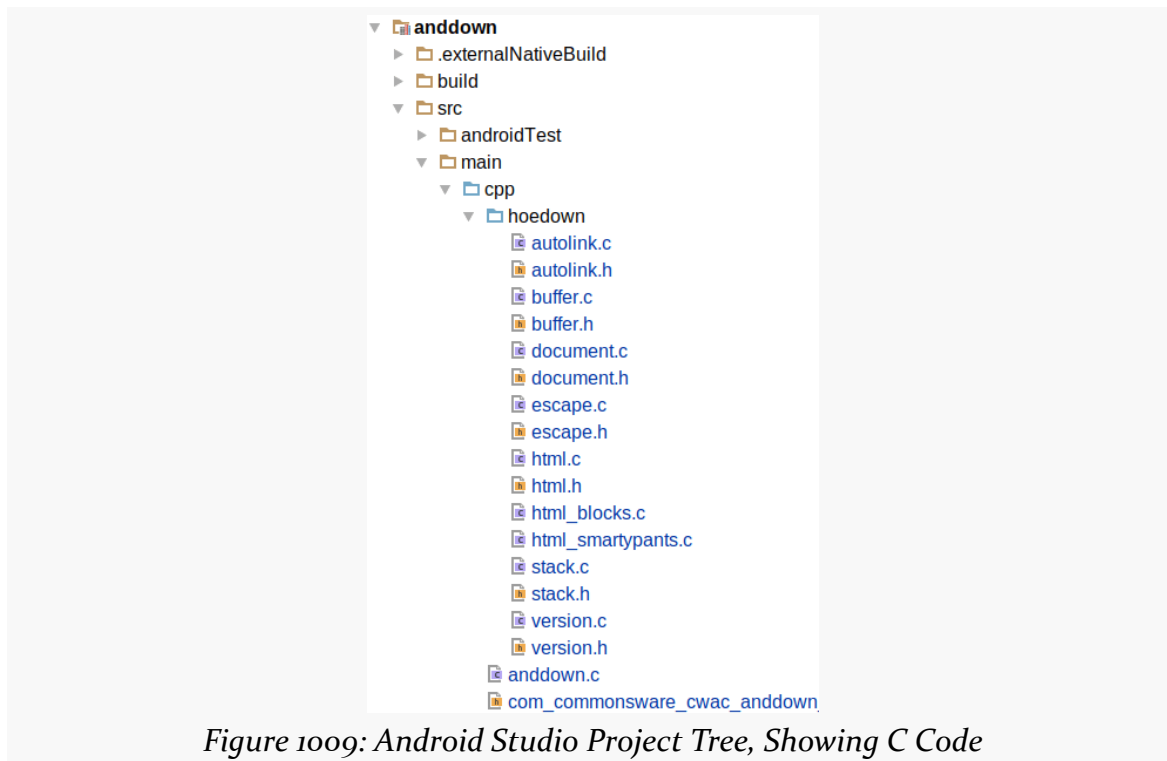 anddown
.externalNativeBuild
build
src
androidTest
main
cpp
hoedown
autolink.c
autolink.h
buffer.c
buffer.h
document.c
document.h
escape.c
escape.h
html.c
html.h
html_blocks.c
html_smartypants.c
stack.c
stack.h
version.c
version.h
anddown.c
com_commonsware_cwac_anddown_
Figure 1009: Android Studio Project Tree, Showing C Code